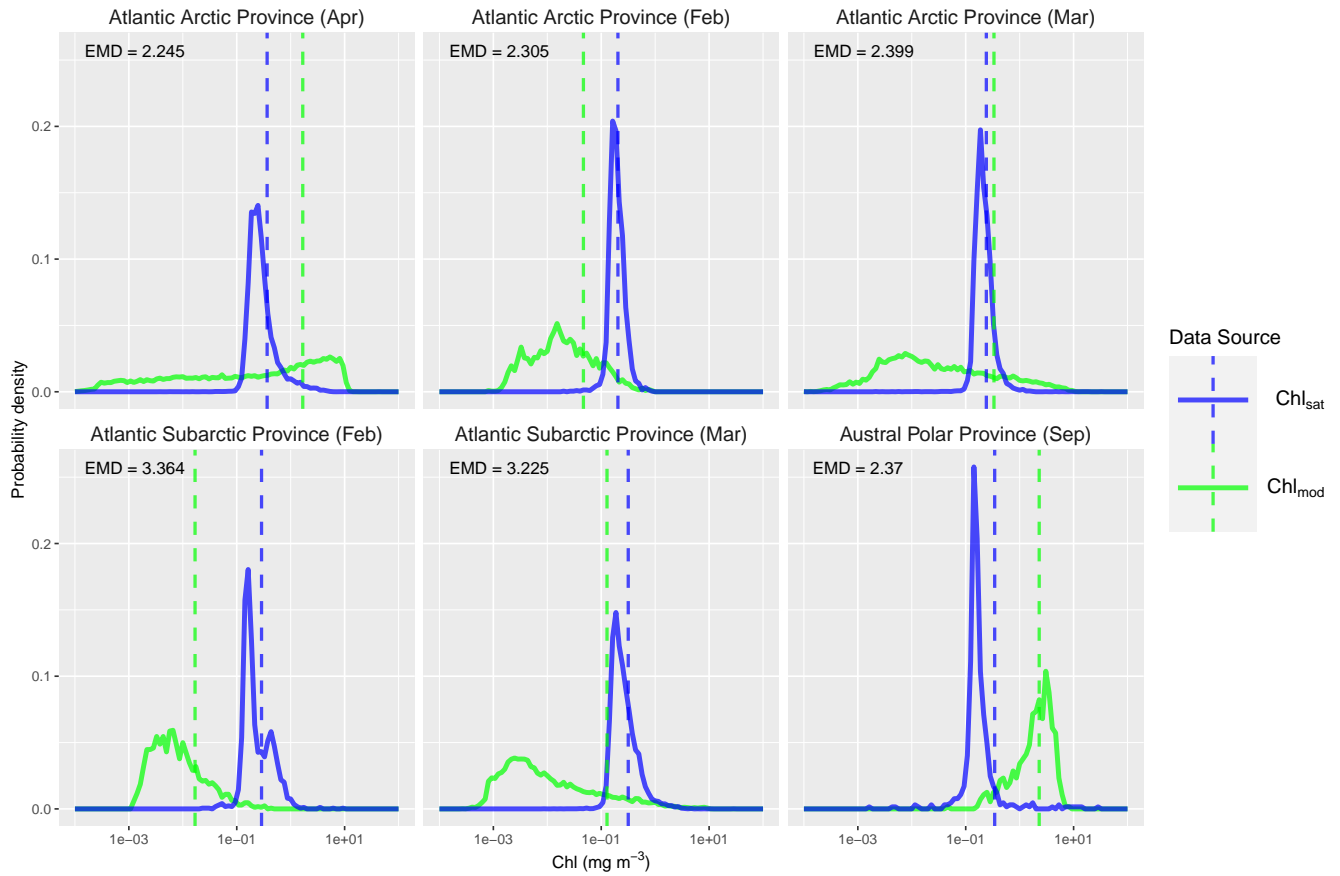 Atlantic Arctic Province (Apr)
Atlantic Arctic Province (Feb)
Atlantic Arctic Province (Mar)
EMD = 2.245
EMD = 2.305
EMD = 2.399
0.2
0.1
0.0
Atlantic Subarctic Province (Feb)
Atlantic Subarctic Province (Mar)
Austral Polar Province (Sep)
EMD = 3.364
EMD = 3.225
EMD = 2.37
0.2
0.1
0.0
1e−03 1e−01 1e+01
1e−03 1e−01 1e+01
1e−03 1e−01 1e+01
Chl (mg m−3)
Probability density
Data Source
Chlsat
Chlmod